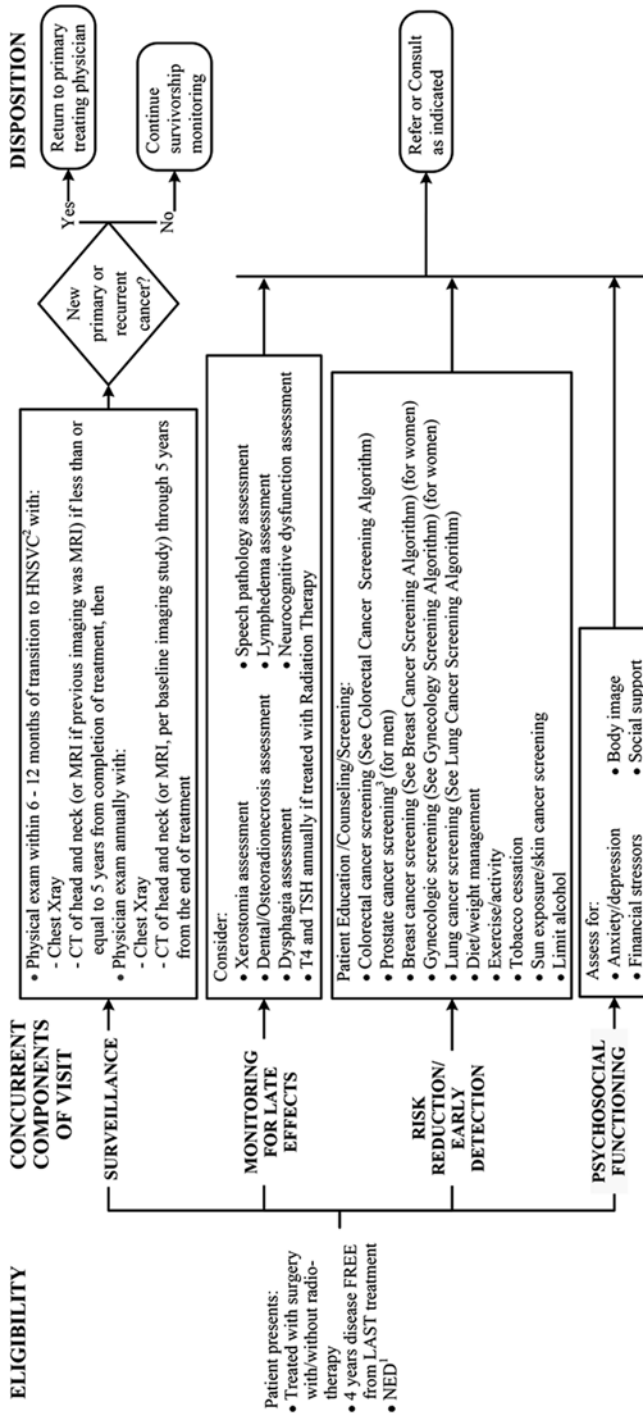 ELIGIBILITY
CONCURRENT
COMPONENTS
OF VISIT
DISPOSITION
Patient presents:
• Treated with surgery
with/without radio-
therapy
• 4 years disease FREE
from LAST treatment
• NED1
SURVEILLANCE
• Physical exam within 6 - 12 months of transition to HNSVC2 with:
- Chest Xray
- CT of head and neck (or MRI if previous imaging was MRI) if less than or
equal to 5 years from completion of treatment, then
• Physician exam annually with:
- Chest Xray
- CT of head and neck (or MRI, per baseline imaging study) through 5 years
from the end of treatment
New
primary or
recurrent
cancer?
Yes
Return to primary
treating physician
No
Continue
survivorship
monitoring
MONITORING
FOR LATE
EFFECTS
Consider:
• Xerostomia assessment
• Dental/Osteoradionecrosis assessment
• Dysphagia assessment
• T4 and TSH annually if treated with Radiation Therapy
• Speech pathology assessment
• Lymphedema assessment
• Neurocognitive dysfunction assessment
RISK
REDUCTION/
EARLY
DETECTION
Patient Education /Counseling/Screening:
• Colorectal cancer screening (See Colorectal Cancer Screening Algorithm)
• Prostate cancer screening3 (for men)
• Breast cancer screening (See Breast Cancer Screening Algorithm) (for women)
• Gynecologic screening (See Gynecology Screening Algorithm) (for women)
• Lung cancer screening (See Lung Cancer Screening Algorithm)
• Diet/weight management
• Exercise/activity
• Tobacco cessation
• Sun exposure/skin cancer screening
• Limit alcohol
Refer or Consult
as indicated
PSYCHOSOCIAL
FUNCTIONING
Assess for:
• Anxiety/depression
• Financial stressors
• Body image
• Social support